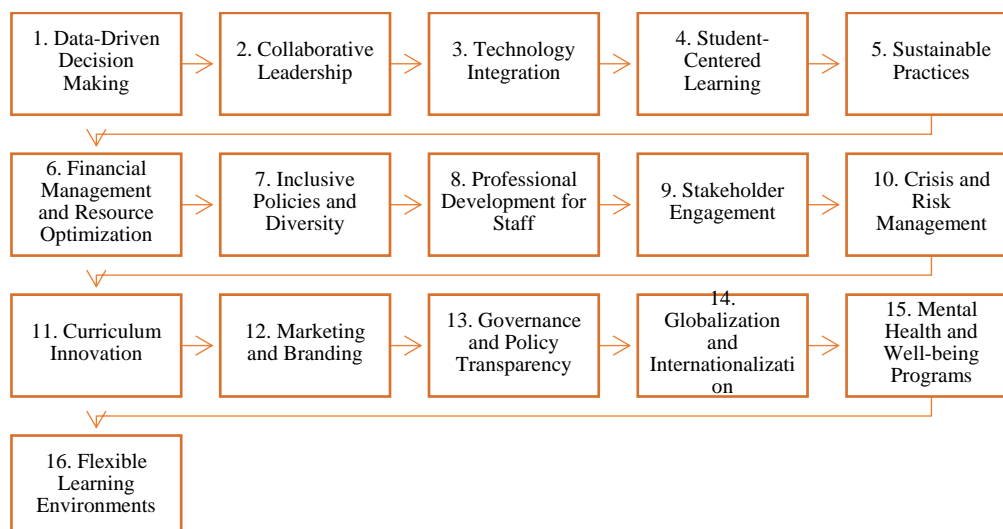 1. Data-Driven
Decision
Making
2. Collaborative
Leadership
3. Technology
Integration
4. Student-
Centered
Learning
5. Sustainable
Practices
6. Financial
Management
and Resource
Optimization
7. Inclusive
Policies and
Diversity
8. Professional
Development for
Staff
9. Stakeholder
Engagement
10. Crisis and
Risk
Management
11. Curriculum
Innovation
12. Marketing
and Branding
13. Governance
and Policy
Transparency
14.
Globalization
and
Internationalizati
on
15. Mental
Health and
Well-being
Programs
16. Flexible
Learning
Environments